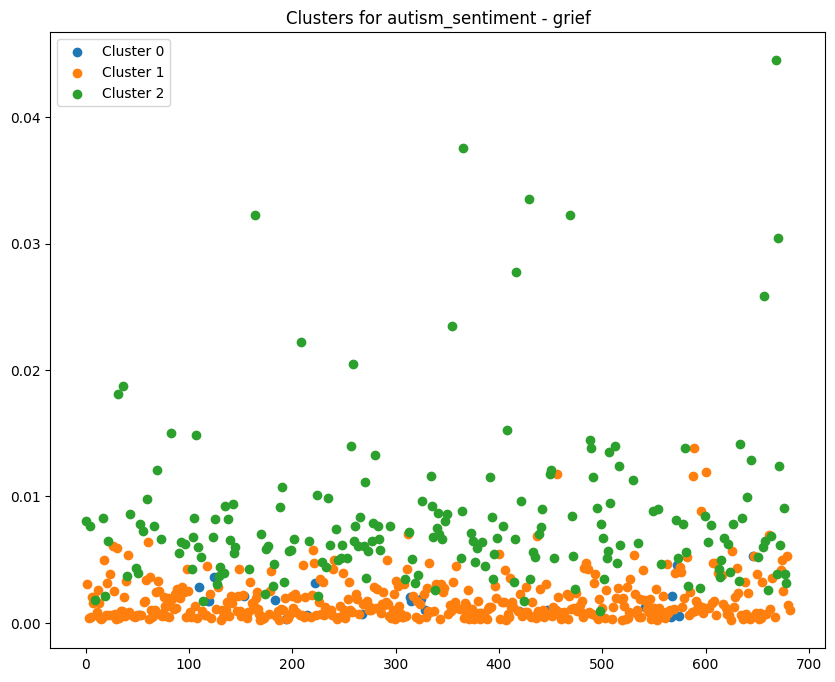 Clusters for autism_sentiment - grief
Cluster 0
Cluster 1
Cluster 2
0.04
0.03
0.02
0.01
0.00
0 100 200 300 400 500 600 700